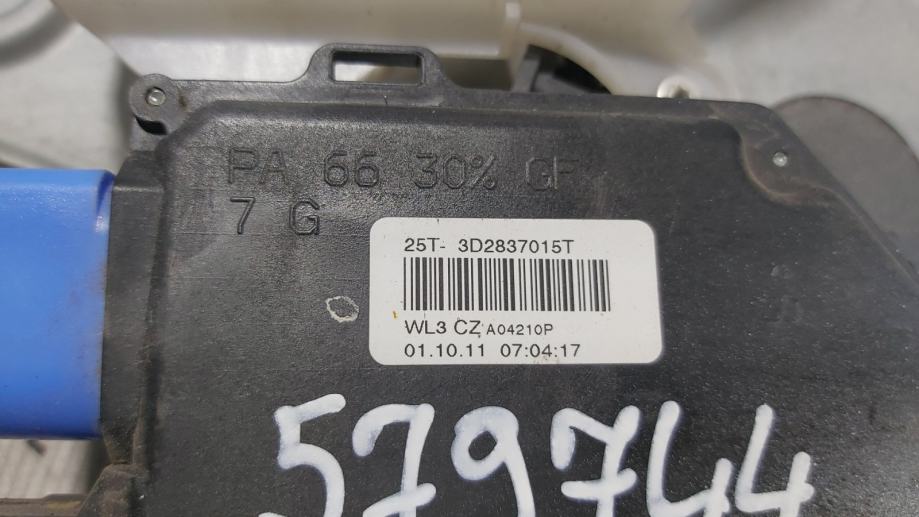 PA 66 30% GF
7 G
25T- 3D2837015T
WL3 CZ A04210P
01.10.11 07:04:17
579744